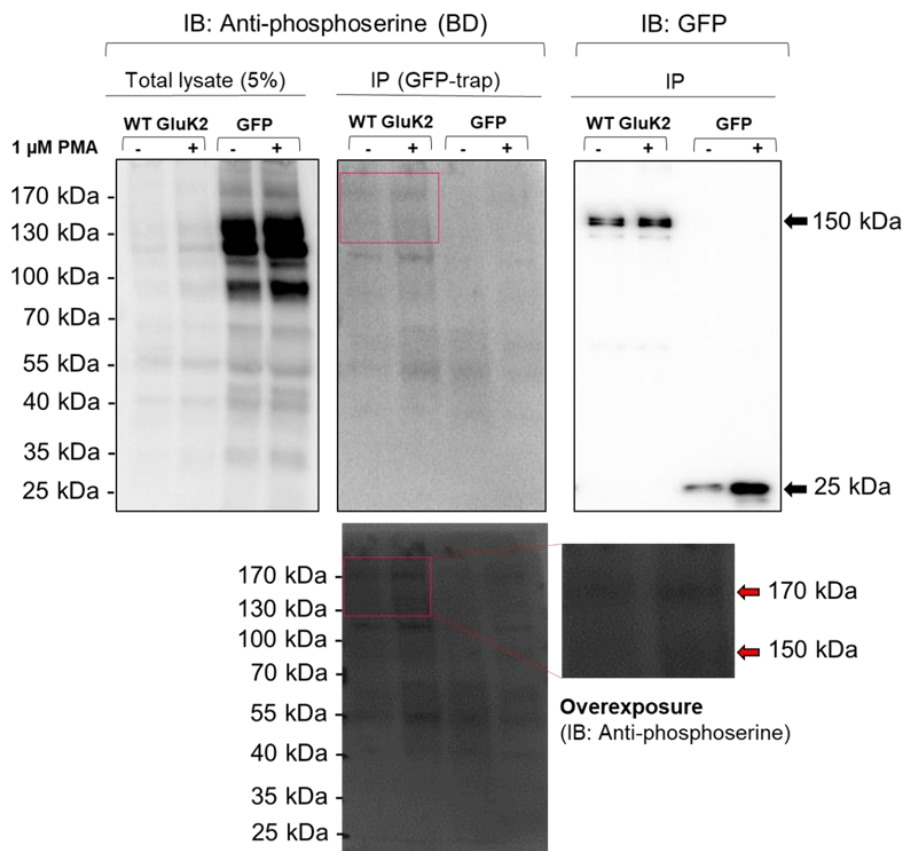 IB: Anti-phosphoserine (BD)
IB: GFP
Total lysate (5%)
IP (GFP-trap)
IP
WT GluK2 GFP
WT GluK2 GFP
WT GluK2 GFP
1 µM PMA - + - +
- + - +
- + - +
170 kDa -
130 kDa -
100 kDa -
70 kDa -
55 kDa -
40 kDa -
35 kDa -
25 kDa -
150 kDa
25 kDa
170 kDa -
130 kDa -
100 kDa -
70 kDa -
55 kDa -
40 kDa -
35 kDa -
25 kDa -
170 kDa
150 kDa
Overexposure
(IB: Anti-phosphoserine)